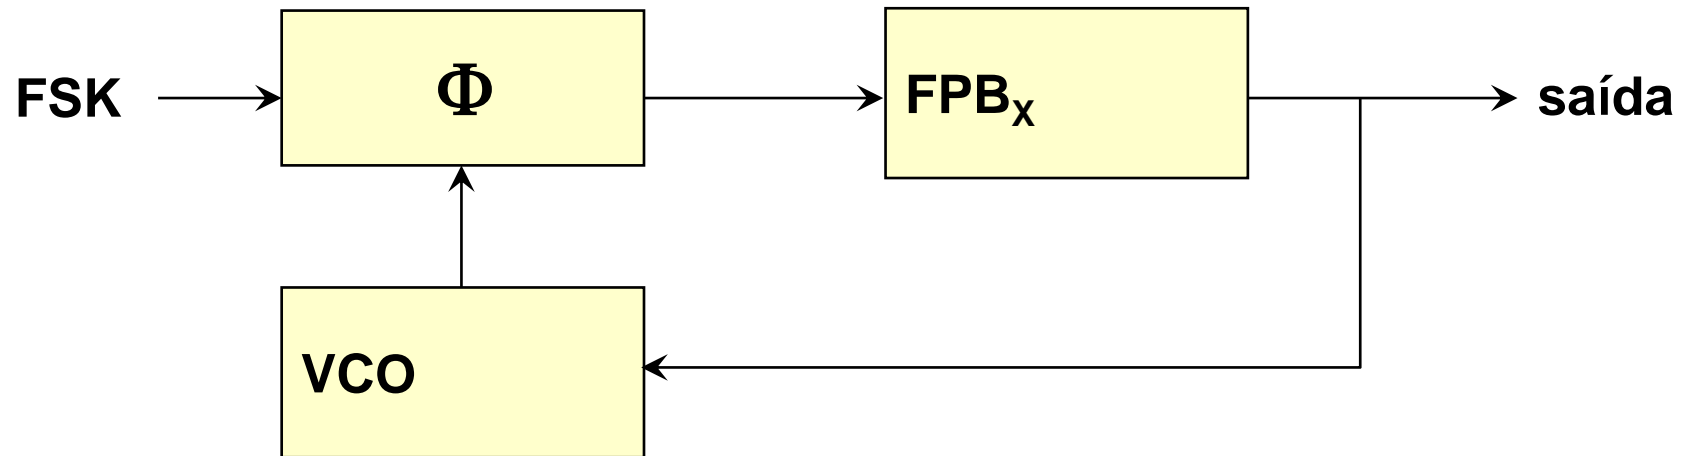 FSK
Φ
FPBX
saída
VCO